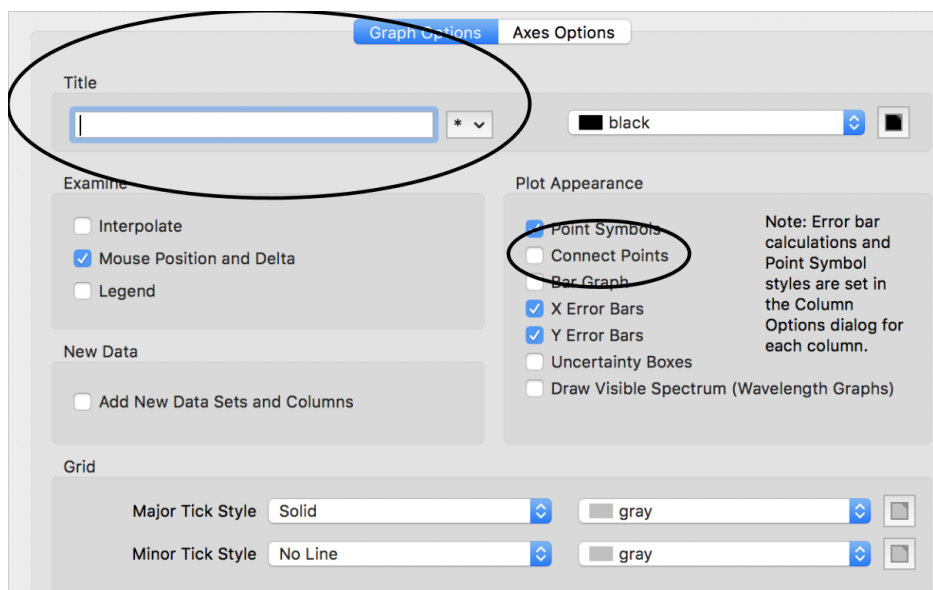 Graph Options
Axes Options
Title
* 
black
Examine
Interpolate
Mouse Position and Delta
Legend
New Data
Add New Data Sets and Columns
Plot Appearance
Point Symbols
Connect Points
Bar Graph
X Error Bars
Y Error Bars
Uncertainty Boxes
Draw Visible Spectrum (Wavelength Graphs)
Note: Error bar
calculations and
Point Symbol
styles are set in
the Column
Options dialog for
each column.
Grid
Major Tick Style Solid gray
Minor Tick Style No Line gray